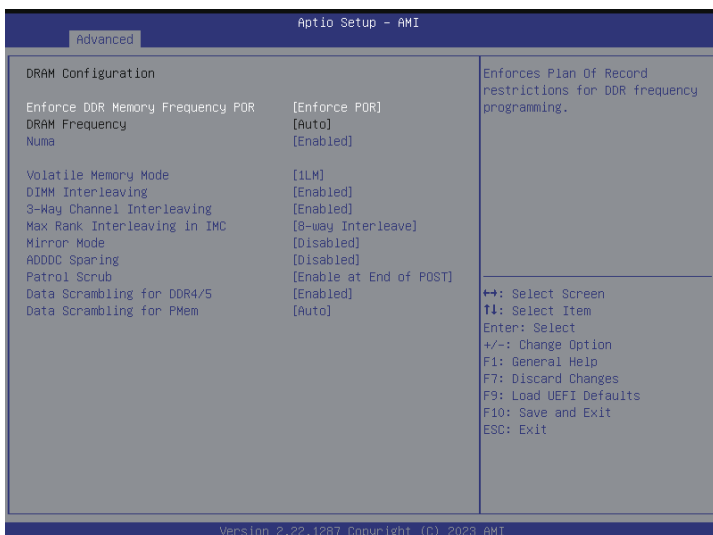 Aptio Setup – AMI
Advanced
DRAM Configuration
Enforce DDR Memory Frequency POR [Enforce POR]
DRAM Frequency [Auto]
Numa [Enabled]
Volatile Memory Mode [1LM]
DIMM Interleaving [Enabled]
3-Way Channel Interleaving [Enabled]
Max Rank Interleaving in IMC [8-way Interleave]
Mirror Mode [Disabled]
ADDDC Sparing [Disabled]
Patrol Scrub [Enable at End of POST]
Data Scrambling for DDR4/5 [Enabled]
Data Scrambling for PMem [Auto]
Enforces Plan Of Record
restrictions for DDR frequency
programming.
↔: Select Screen
↑↓: Select Item
Enter: Select
+/-: Change Option
F1: General Help
F7: Discard Changes
F9: Load UEFI Defaults
F10: Save and Exit
ESC: Exit
Version 2.22.1287 Copyright (C) 2023 AMI